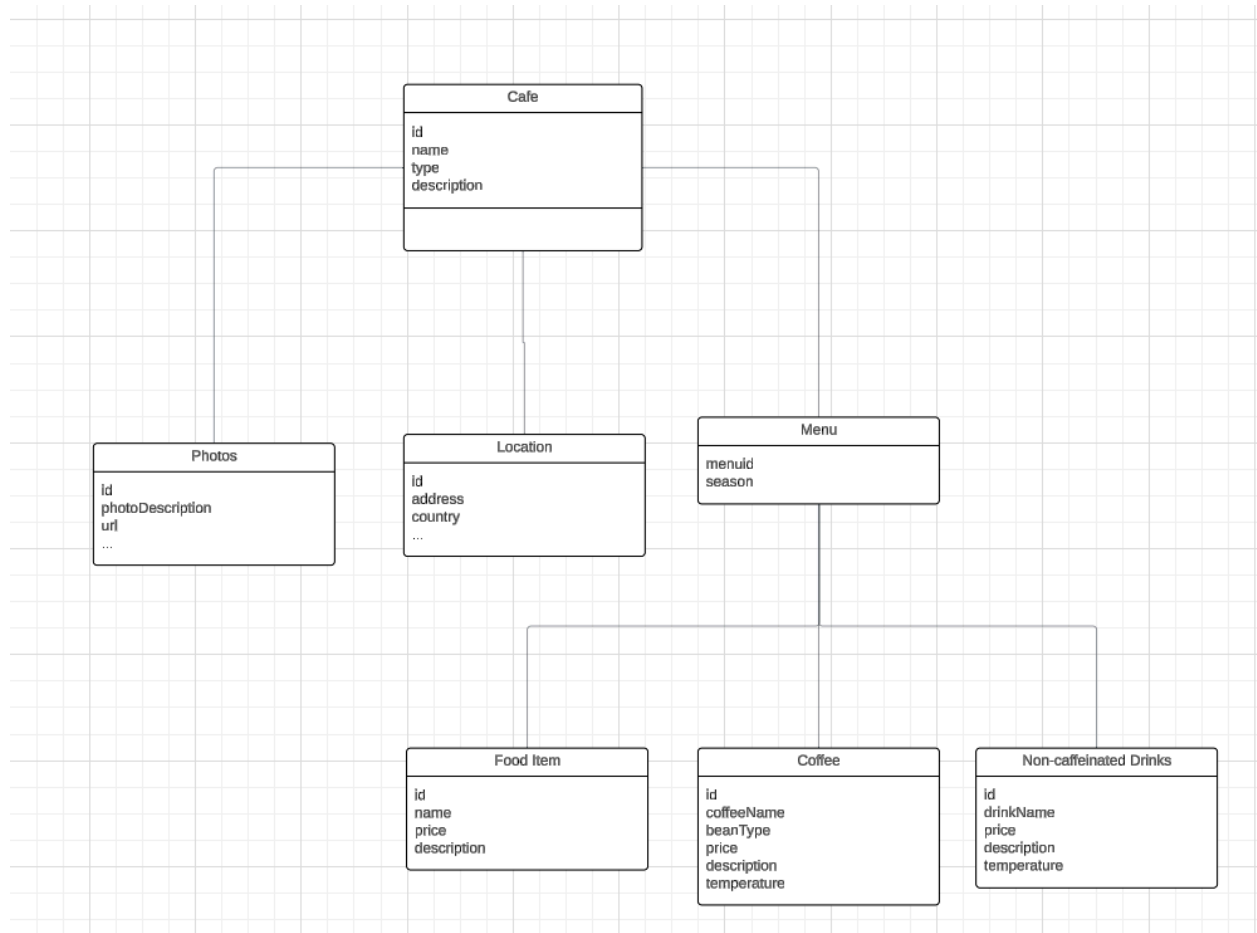 Cafe
id
name
type
description
Photos
id
photoDescription
url
...
Location
id
address
country
...
Menu
menuid
season
Food Item
id
name
price
description
Coffee
id
coffeeName
beanType
price
description
temperature
Non-caffeinated Drinks
id
drinkName
price
description
temperature